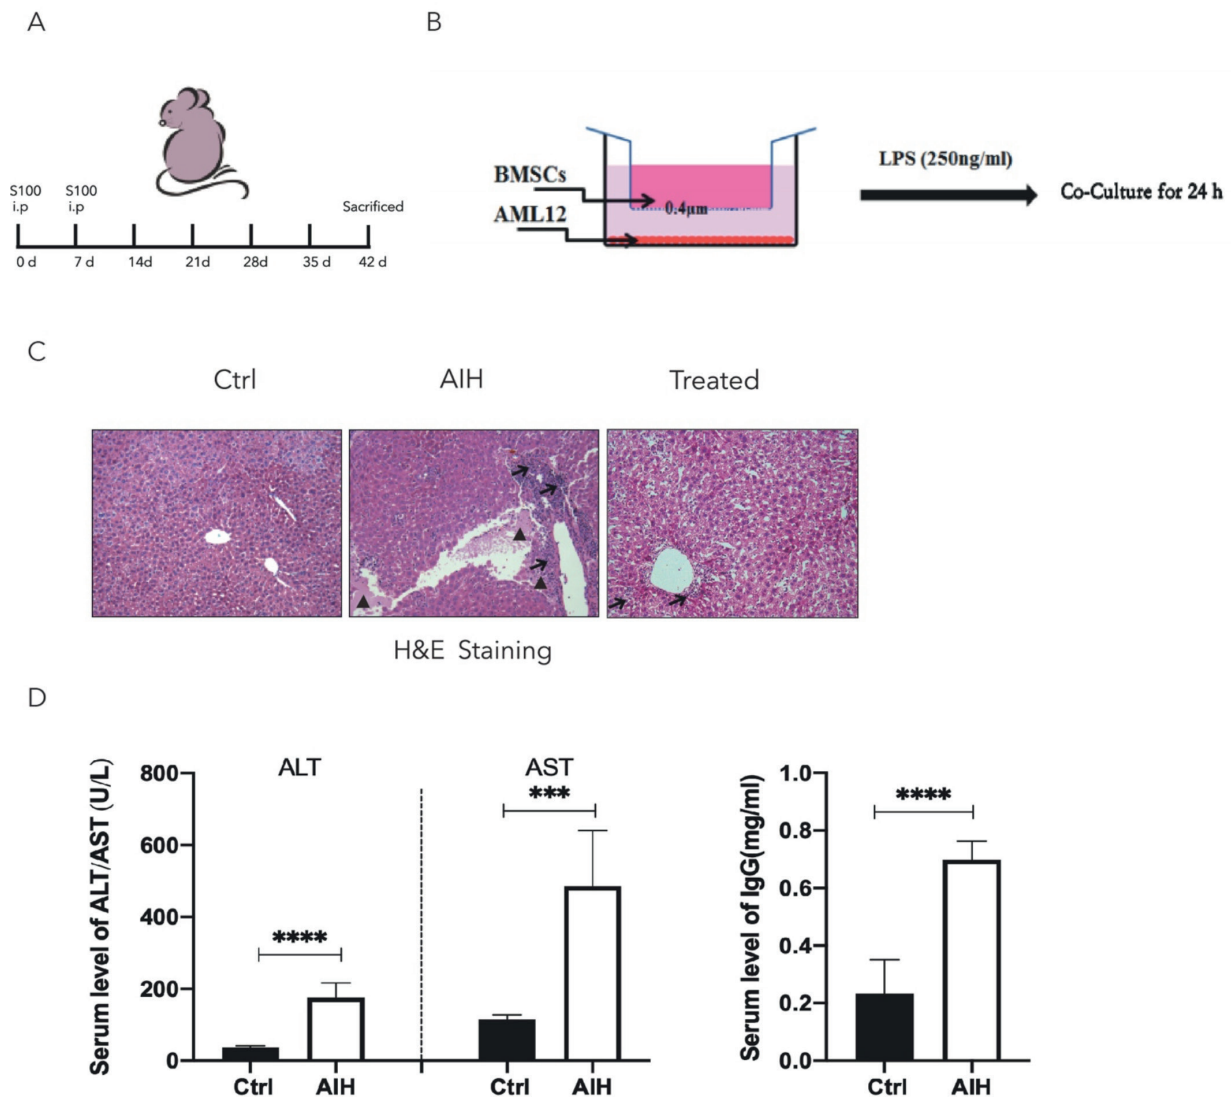 A
B
S100
i.p
S100
i.p
Sacrificed
0 d
7 d
14d
21d
28d
35 d
42 d
BMSCs
AML12
0.4μm
LPS (250ng/ml)
Co-Culture for 24 h
C
Ctrl
AIH
Treated
H&E Staining
D
Serum level of ALT/AST (U/L)
800
600
400
200
0
ALT
AST
****
***
Ctrl
AIH
Ctrl
AIH
Serum level of IgG(mg/ml)
1.0
0.8
0.6
0.4
0.2
0.0
****
Ctrl
AIH